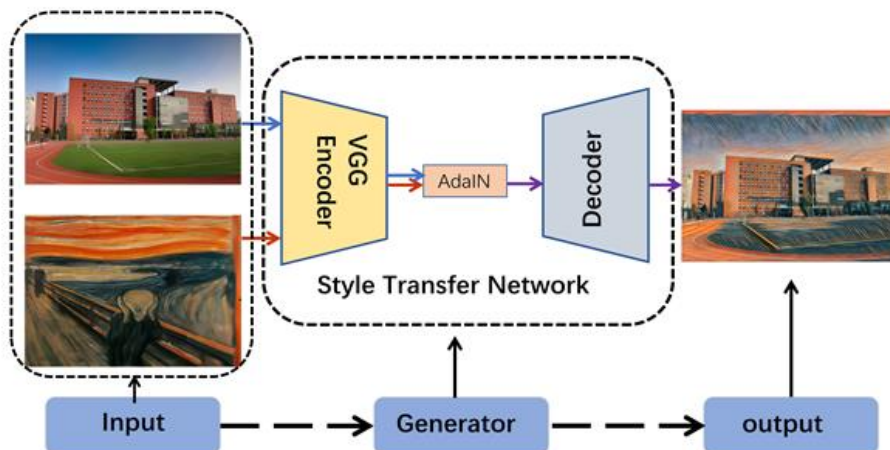 VGG
Encoder
AdaIN
Decoder
Style Transfer Network
Input
Generator
output